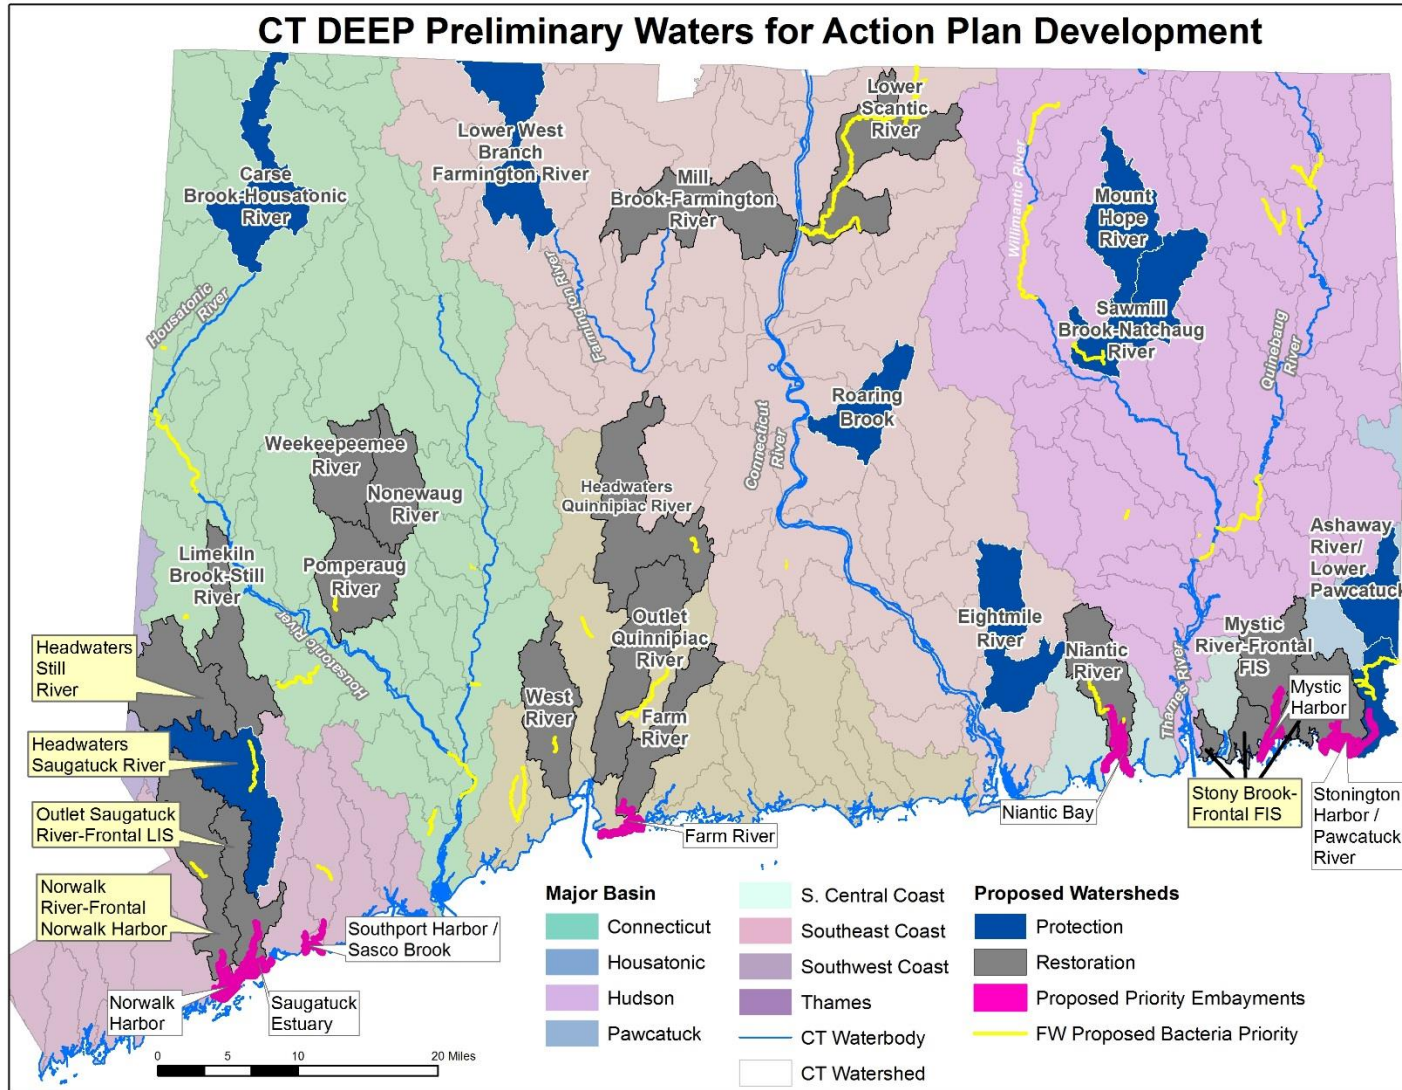 CT DEEP Preliminary Waters for Action Plan Development
Carse
Brook-Housatonic
River
Lower West
Branch
Farmington River
Mill
Brook-Farmington
River
Lower
Scantic
River
Willimantic River
Mount
Hope
River
Sawmill
Brook-Natchaug
River
Quinebaug
River
Housatonic
River
Farmington River
Connecticut
River
Roaring
Brook
Weekeepeemee
River
Nonewaug
River
Pomperaug
River
Headwaters
Quinnipiac River
Limekiln
Brook-Still
River
Housatonic River
Outlet
Quinnipiac
River
West
River
Farm
River
Eightmile
River
Niantic
River
Thames River
Mystic
River-Frontal
FIS
Ashaway
River/
Lower
Pawcatuck
Headwaters
Still
River
Headwaters
Saugatuck River
Outlet Saugatuck
River-Frontal LIS
Norwalk
River-Frontal
Norwalk Harbor
Norwalk
Harbor
Saugatuck
Estuary
Southport Harbor /
Sasco Brook
Farm River
Niantic Bay
Mystic
Harbor
Stony Brook-
Frontal FIS
Stonington
Harbor /
Pawcatuck
River
Major Basin
Connecticut
Housatonic
Hudson
Pawcatuck
S. Central Coast
Southeast Coast
Southwest Coast
Thames
CT Waterbody
CT Watershed
Proposed Watersheds
Protection
Restoration
Proposed Priority Embayments
FW Proposed Bacteria Priority
0 5 10 20 Miles